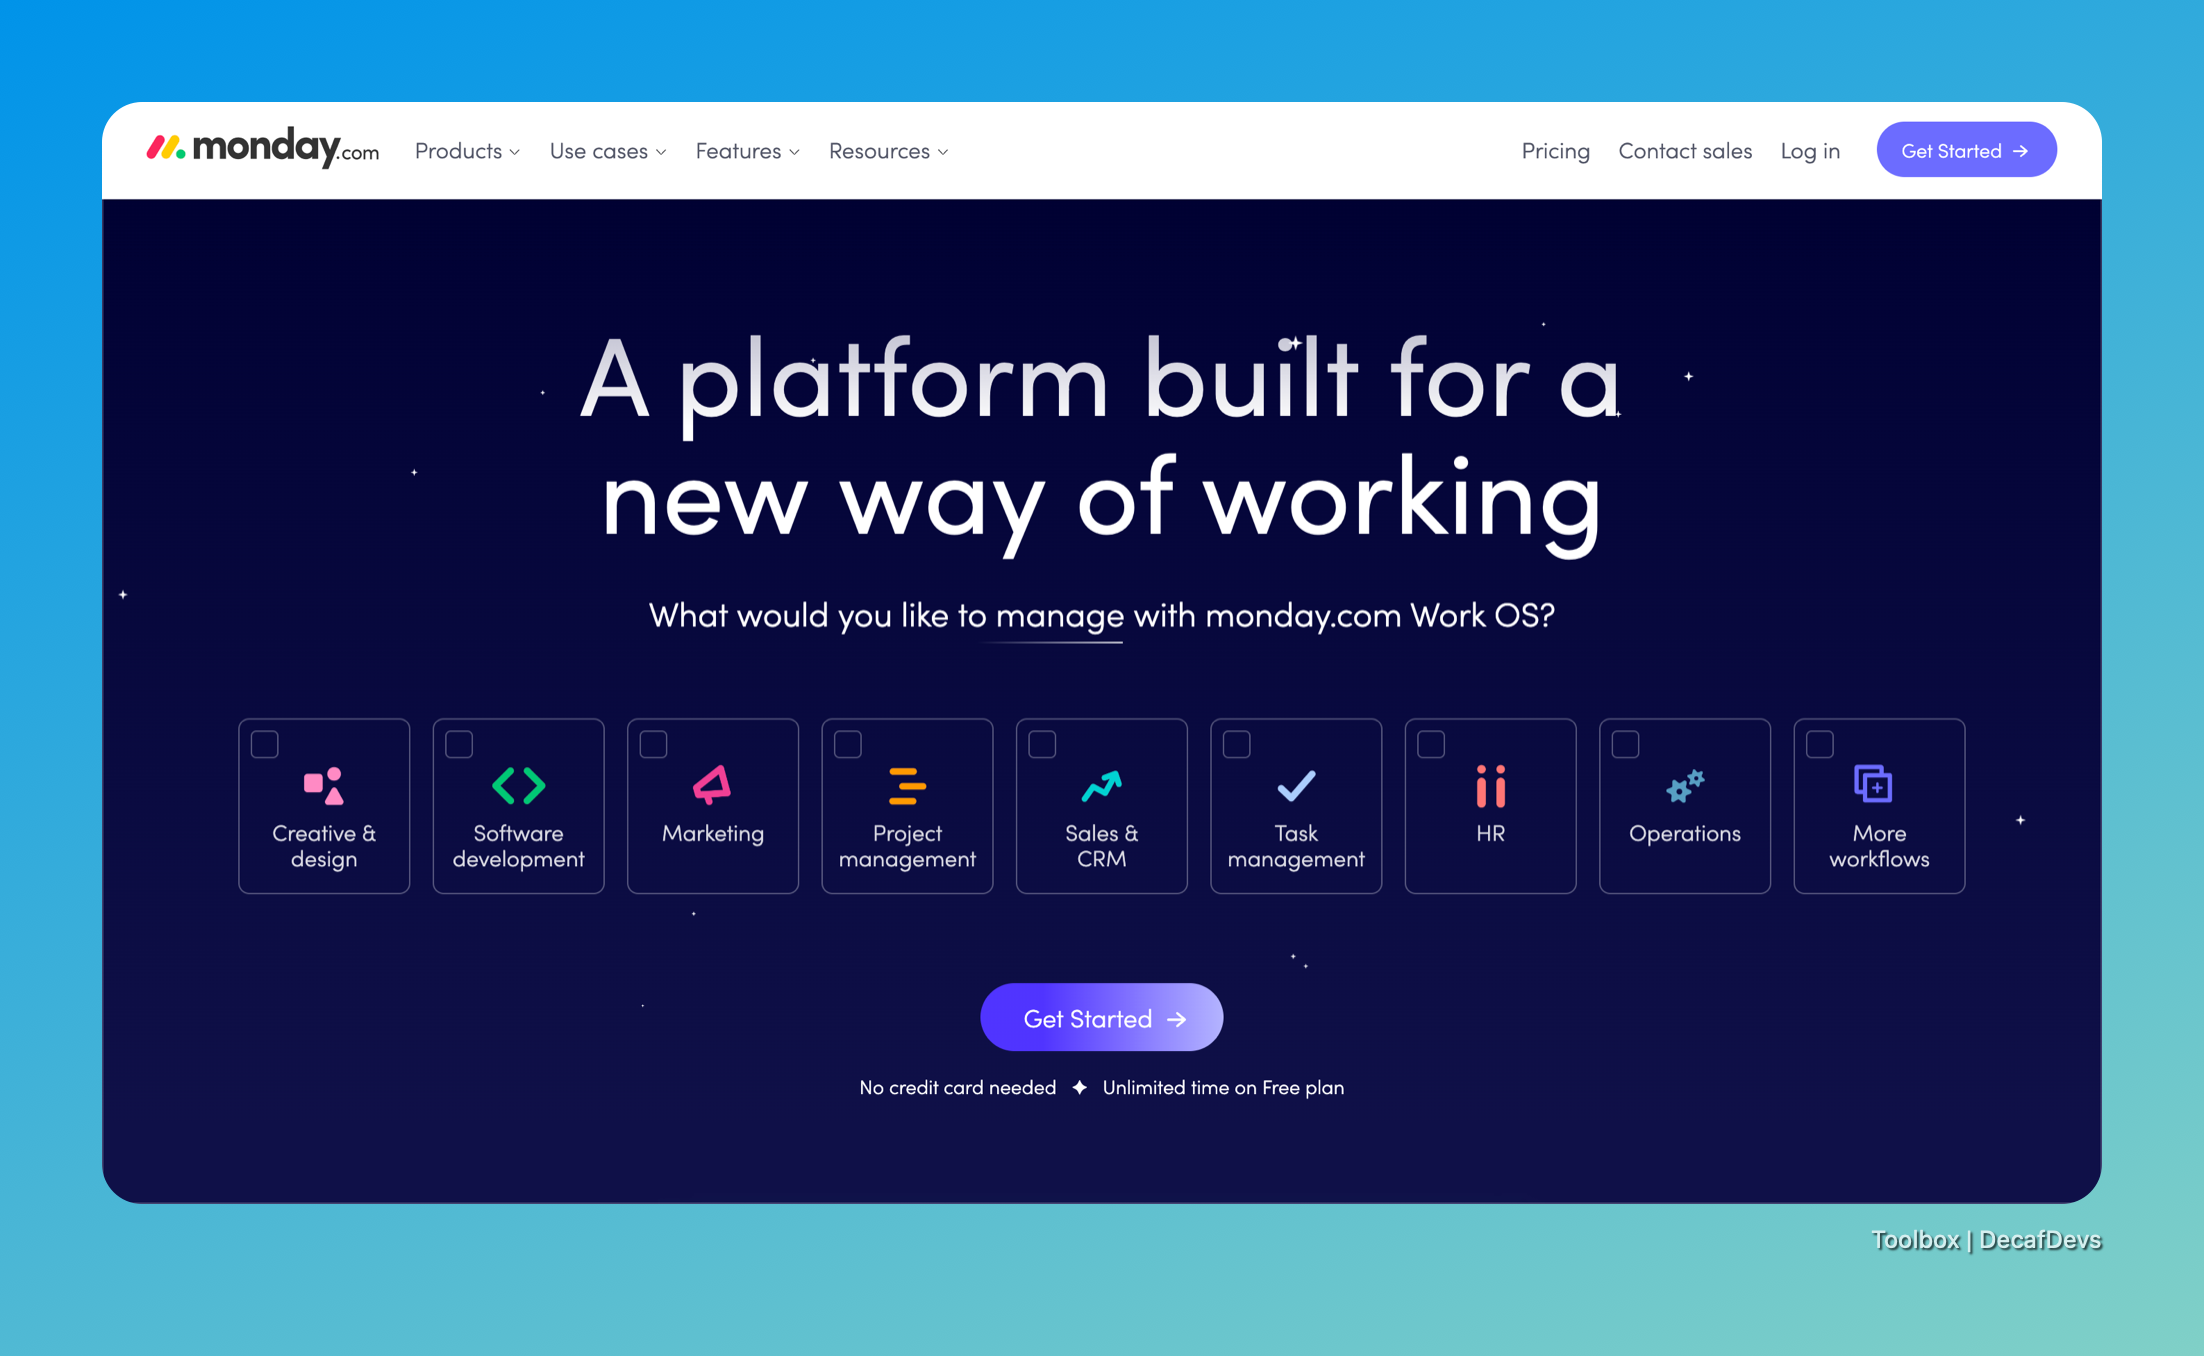 monday.com
Products
Use cases
Features
Resources
Pricing
Contact sales
Log in
Get Started →
A platform built for a
new way of working
What would you like to manage with monday.com Work OS?
Creative &
design
Software
development
Marketing
Project
management
Sales &
CRM
Task
management
HR
Operations
More
workflows
Get Started →
No credit card needed ✦ Unlimited time on Free plan
Toolbox | DecafDevs